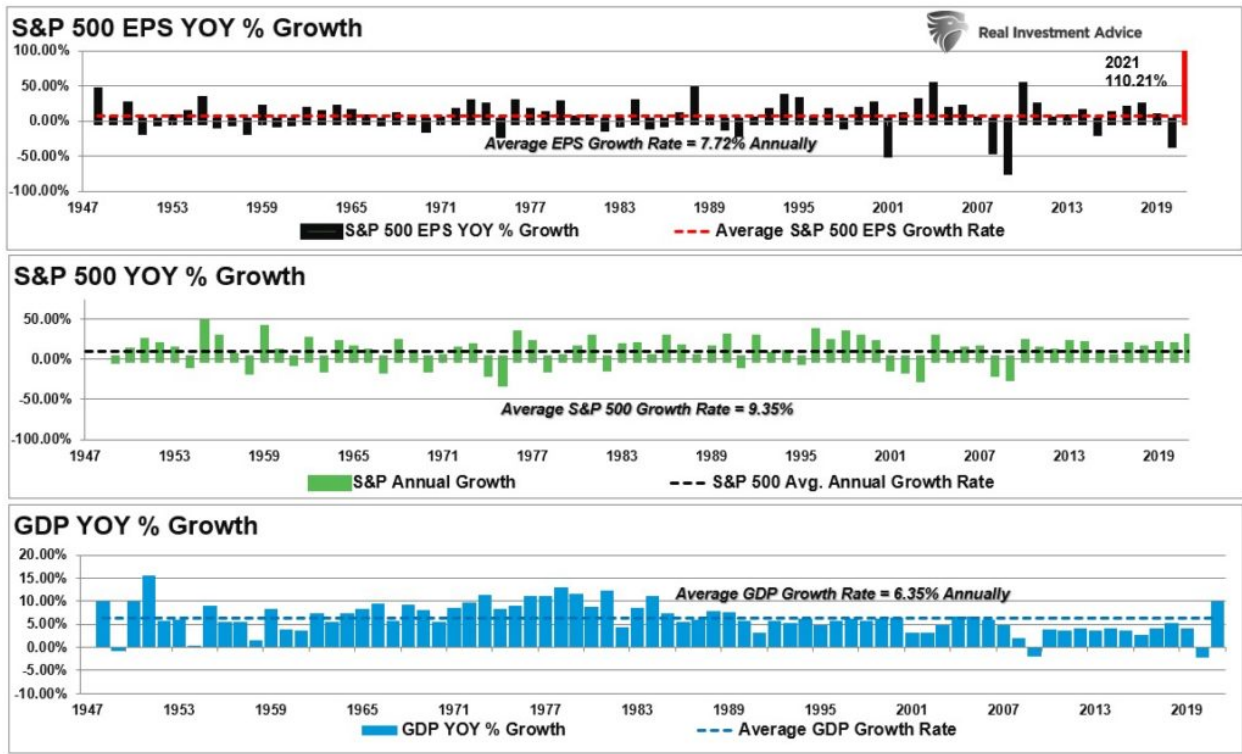 S&P 500 EPS YOY % Growth
Real Investment Advice
100.00%
2021
110.21%
50.00%
0.00%
Average EPS Growth Rate = 7.72% Annually
-50.00%
-100.00%
1947 1953 1959 1965 1971 1977 1983 1989 1995 2001 2007 2013 2019
S&P 500 EPS YOY % Growth Average S&P 500 EPS Growth Rate
S&P 500 YOY % Growth
50.00%
0.00%
-50.00%
Average S&P 500 Growth Rate = 9.35%
-100.00%
1947 1953 1959 1965 1971 1977 1983 1989 1995 2001 2007 2013 2019
S&P Annual Growth S&P 500 Avg. Annual Growth Rate
GDP YOY % Growth
20.00%
15.00%
Average GDP Growth Rate = 6.35% Annually
10.00%
5.00%
0.00%
-5.00%
-10.00%
1947 1953 1959 1965 1971 1977 1983 1989 1995 2001 2007 2013 2019
GDP YOY % Growth Average GDP Growth Rate